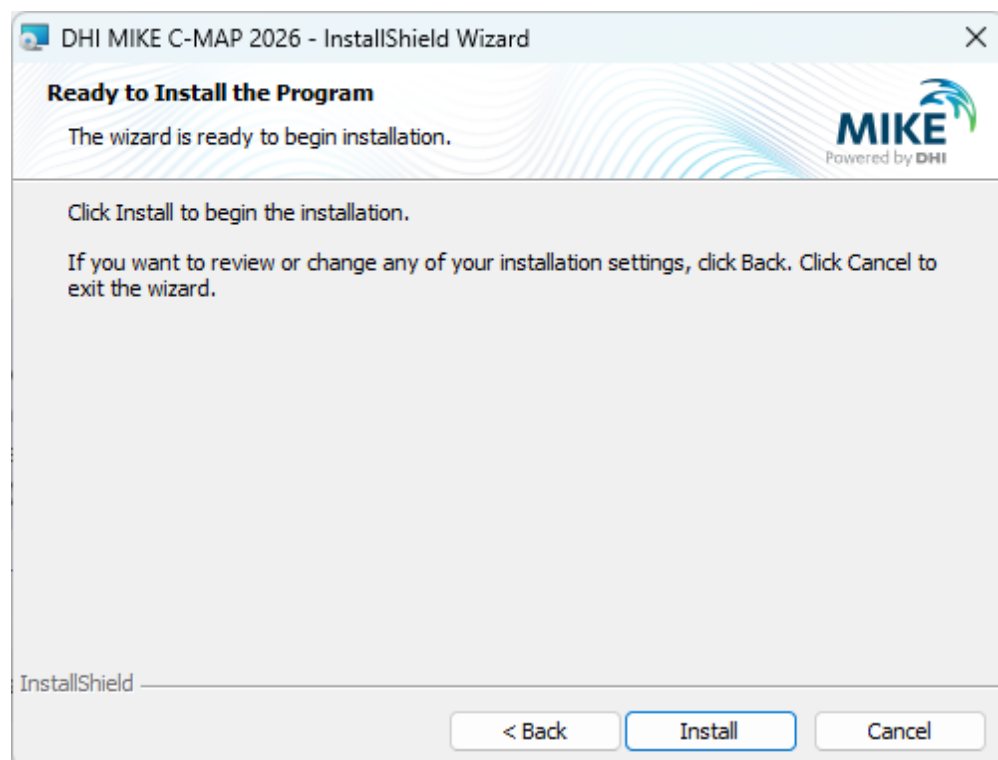 DHI MIKE C-MAP 2026 - InstallShield Wizard
Ready to Install the Program
The wizard is ready to begin installation.
MIKE
Powered by DHI
Click Install to begin the installation.
If you want to review or change any of your installation settings, click Back. Click Cancel to
exit the wizard.
InstallShield
< Back
Install
Cancel